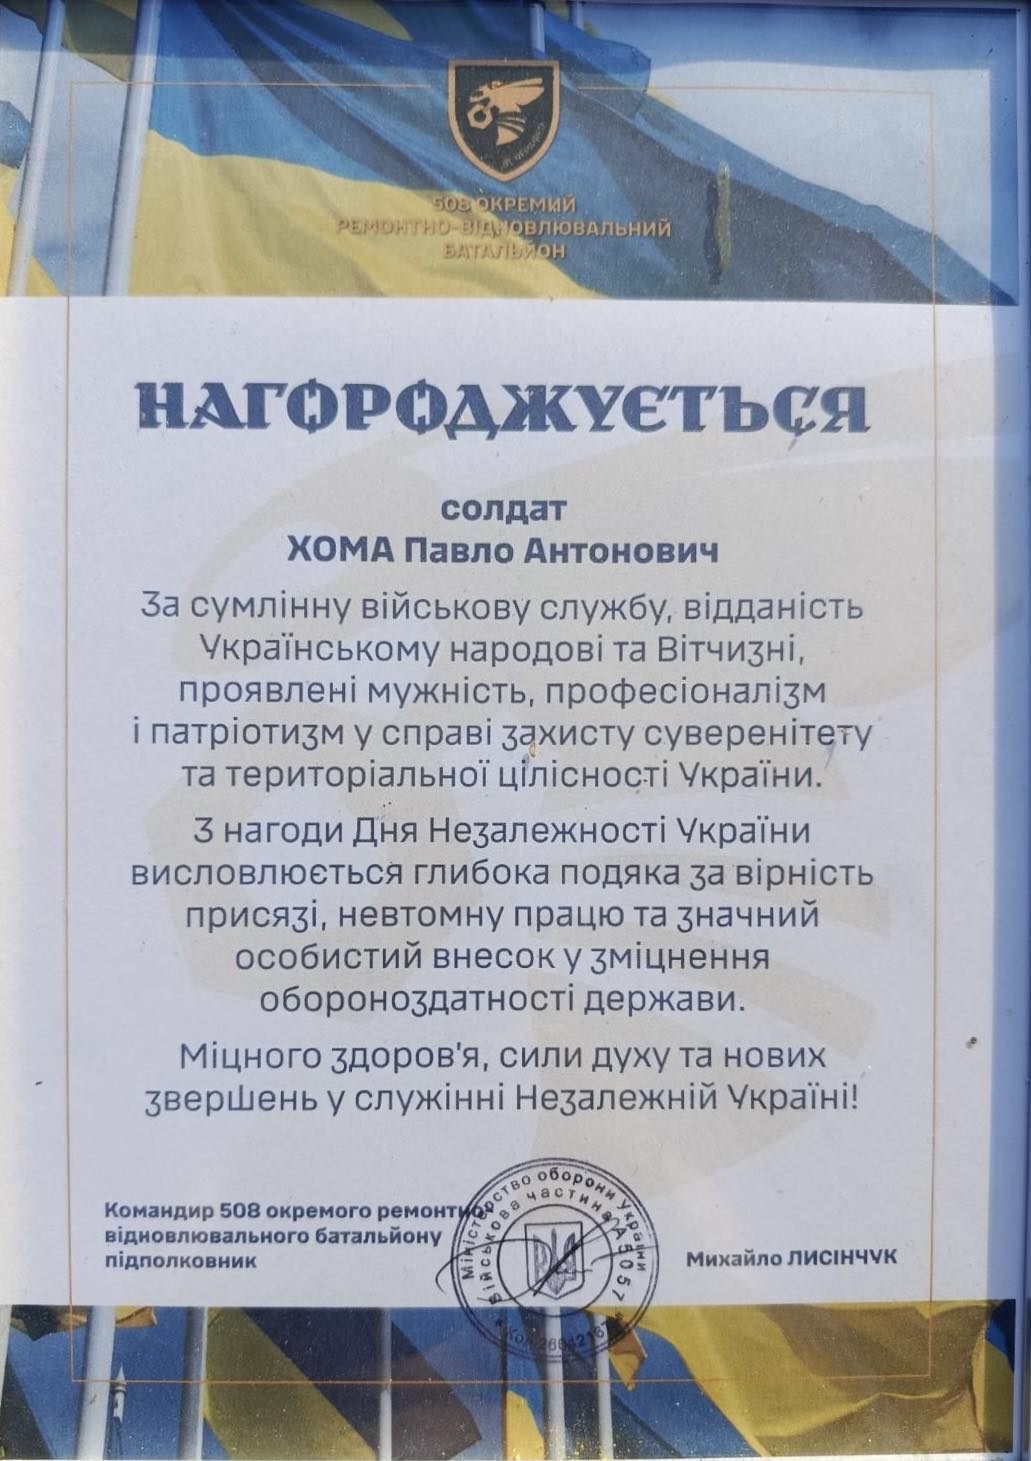 508 ОКРЕМИЙ
РЕМОНТНО-ВІДНОВЛЮВАЛЬНИЙ
БАТАЛЬЙОН
НАГОРОДЖУЄТЬСЯ
солдат
ХОМА Павло Антонович
За сумлінну військову службу, відданість
Українському народові та Вітчизні,
проявлені мужність, професіоналізм
і патріотизм у справі захисту суверенітету
та територіальної цілісності України.
З нагоди Дня Незалежності України
висловлюється глибока подяка за вірність
присязі, невтомну працю та значний
особистий внесок у зміцнення
обороноздатності держави.
Міцного здоров'я, сили духу та нових
звершень у служінні Незалежній Україні!
Командир 508 окремого ремонтно
відновлювального батальйону
підполковник
Міністерство оборони України
Військова частина А5057
Код
Михайло ЛИСІНЧУК